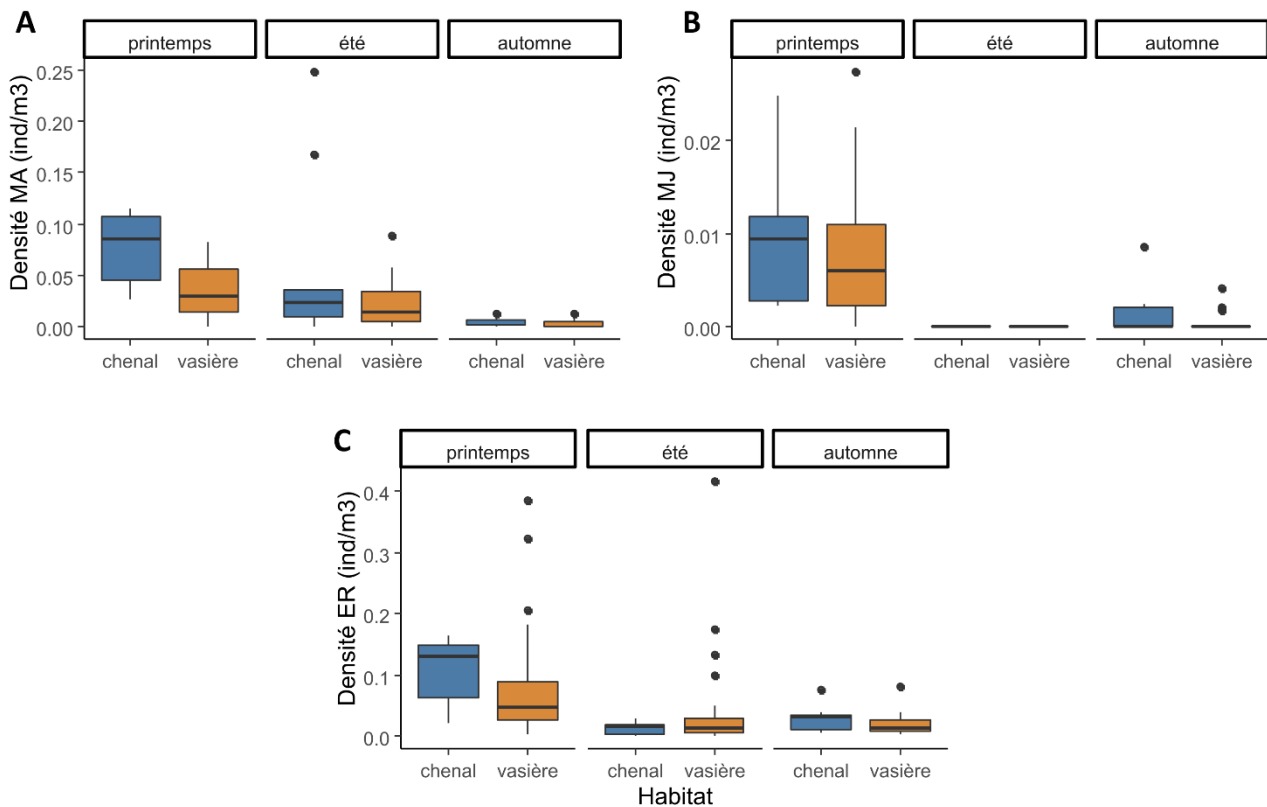 A
printemps été automne
Densité MA (ind/m3)
0.25
0.20
0.15
0.10
0.05
0.00
chenal vasière chenal vasière chenal vasière
B
printemps été automne
Densité MJ (ind/m3)
0.02
0.01
0.00
chenal vasière chenal vasière chenal vasière
C
printemps été automne
Densité ER (ind/m3)
0.4
0.3
0.2
0.1
0.0
chenal vasière chenal vasière chenal vasière
Habitat